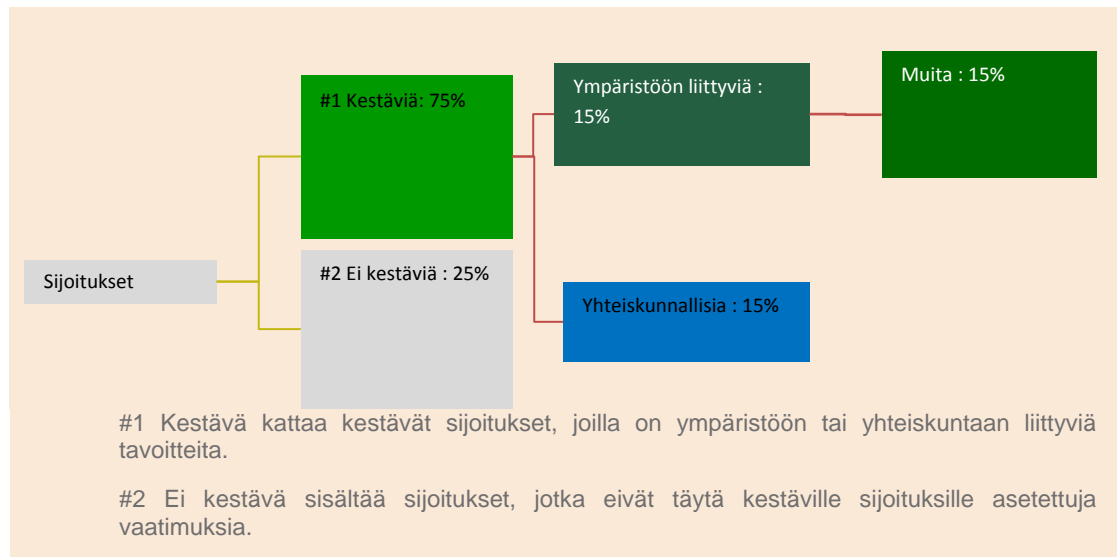 #1 Kestäviä: 75%
Ympäristöön liittyviä :
15%
Muita : 15%
Sijoitukset
#2 Ei kestäviä : 25%
Yhteiskunnallisia : 15%
#1 Kestävä kattaa kestävät sijoitukset, joilla on ympäristöön tai yhteiskuntaan liittyviä
tavoitteita.
#2 Ei kestävä sisältää sijoitukset, jotka eivät täytä kestäville sijoituksille asetettuja
vaatimuksia.